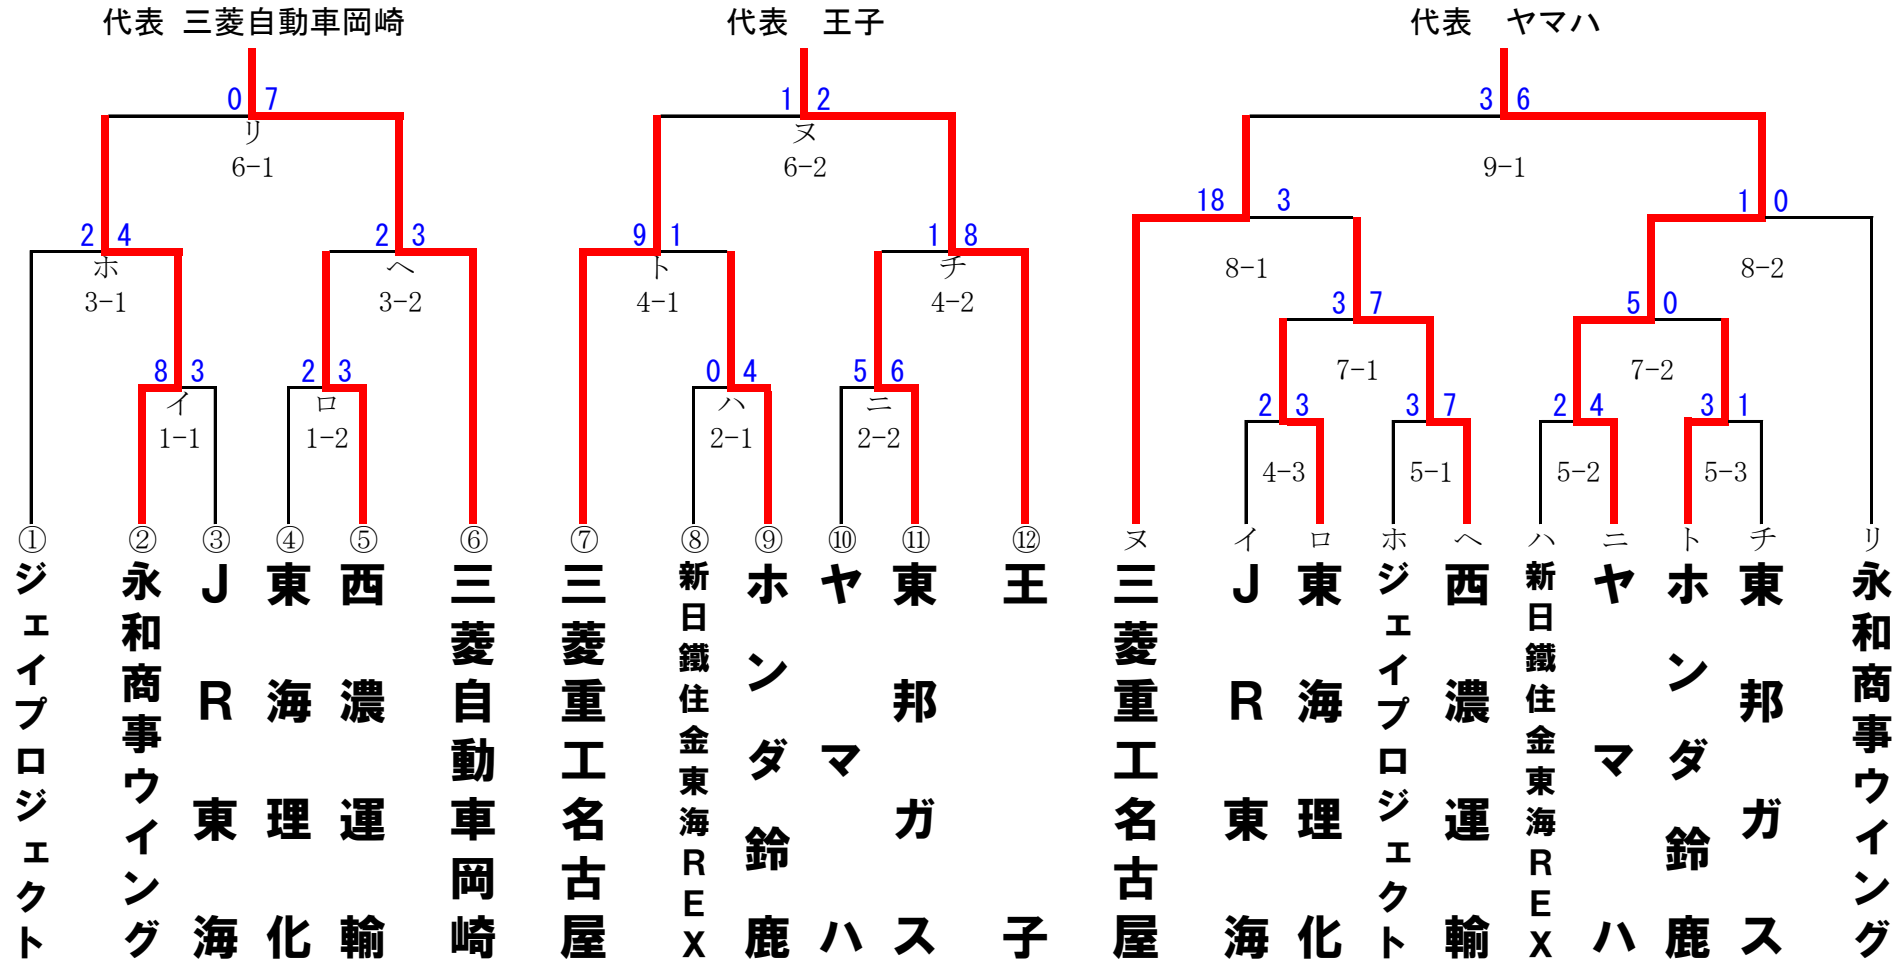 代表 三菱自動車岡崎
代表　王子
代表　ヤマハ
0 7
1 2
3 6
リ
ヌ
6-1
6-2
9-1
18 3
1 0
2 4
2 3
9 1
1 8
ホ
ヘ
ト
チ
8-1
8-2
3-1
3-2
4-1
4-2
3 7
5 0
8 3
2 3
0 4
5 6
7-1
7-2
イ
ロ
ハ
ニ
2 3
3 7
2 4
3 1
1-1
1-2
2-1
2-2
4-3
5-1
5-2
5-3
①
②
③
④
⑤
⑥
⑦
⑧
⑨
⑩
⑪
⑫
ヌ
イ
ロ
ホ
ヘ
ハ
ニ
ト
チ
リ
ジェイプロジェクト
永和商事ウイング
JR東海
東海理化
西濃運輸
三菱自動車岡崎
三菱重工名古屋
新日鐵住金東海REX
ホンダ鈴鹿
ヤマハ
東邦ガス
王子
三菱重工名古屋
JR東海
東海理化
ジェイプロジェクト
西濃運輸
新日鐵住金東海REX
ヤマハ
ホンダ鈴鹿
東邦ガス
永和商事ウイング